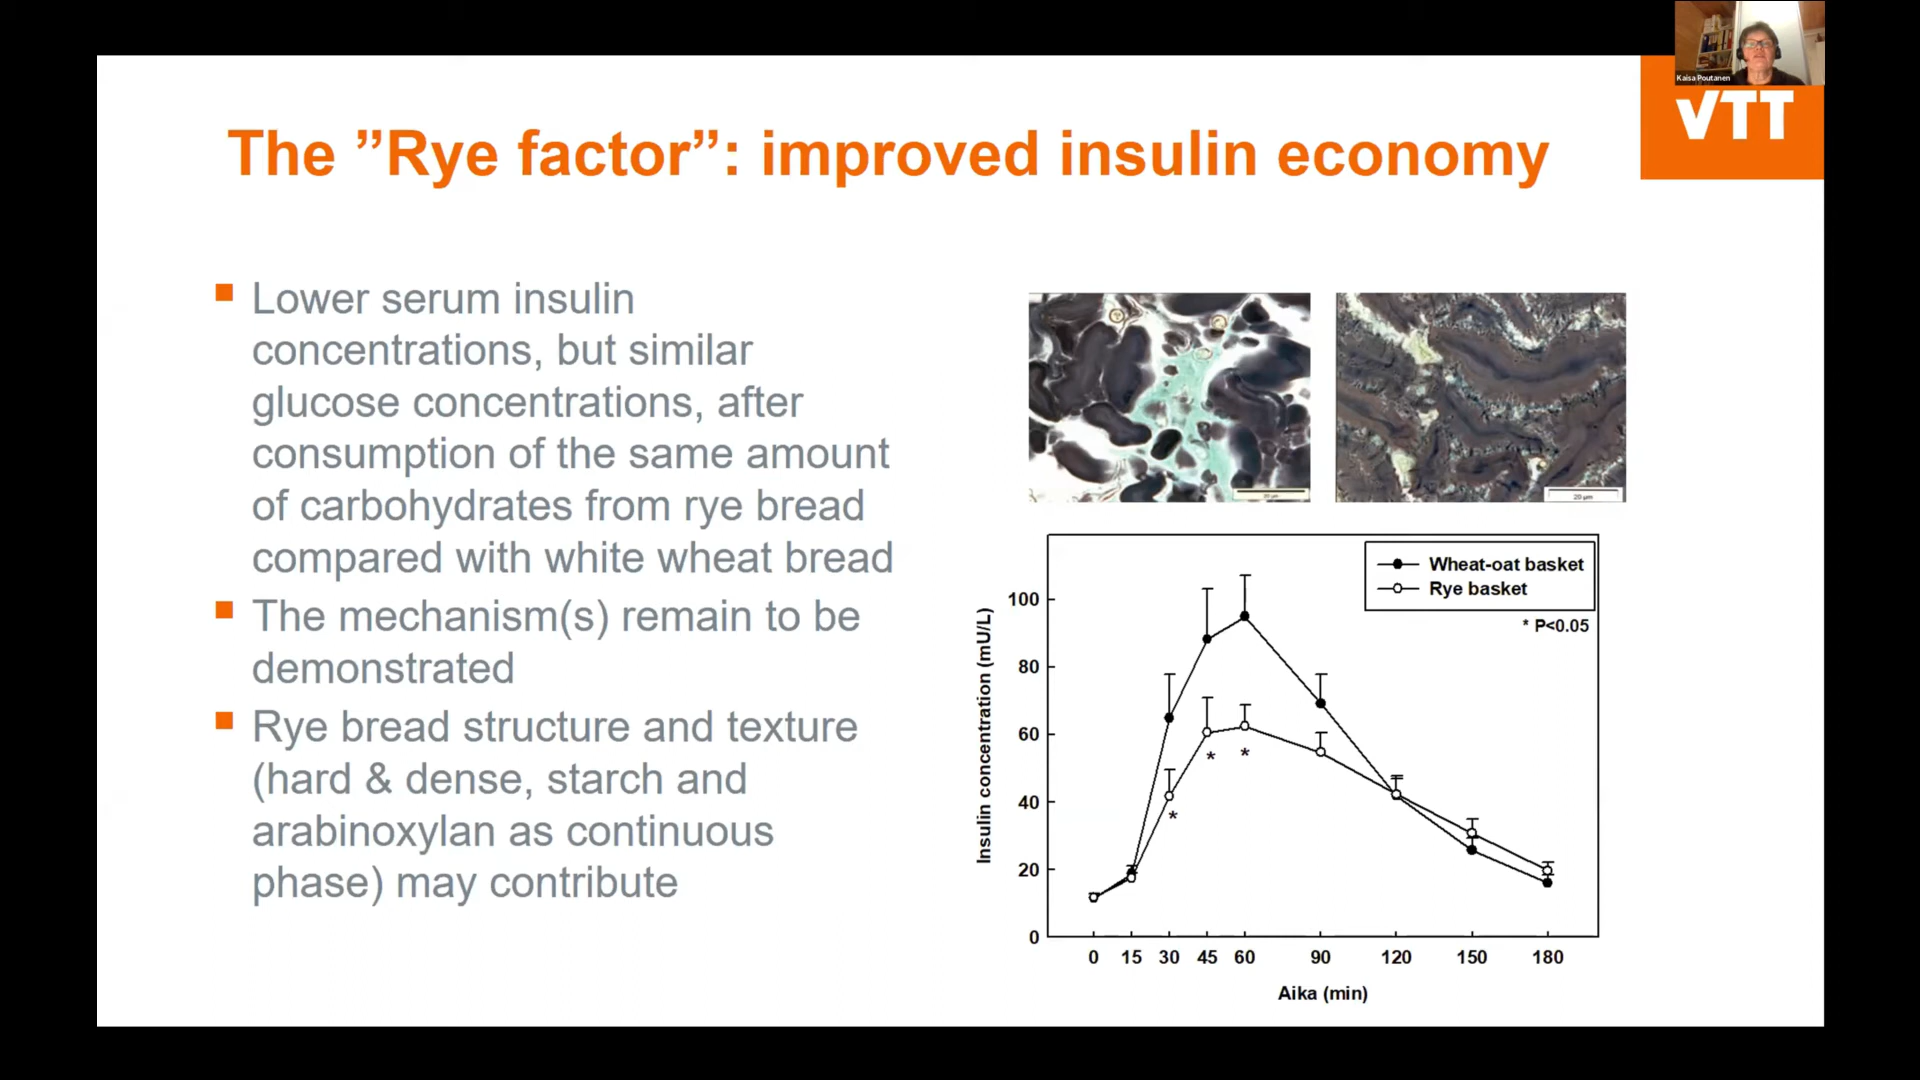 Kaisa Poutanen
VTT
The ”Rye factor”: improved insulin economy
Lower serum insulin
concentrations, but similar
glucose concentrations, after
consumption of the same amount
of carbohydrates from rye bread
compared with white wheat bread
The mechanism(s) remain to be
demonstrated
Rye bread structure and texture
(hard & dense, starch and
arabinoxylan as continuous
phase) may contribute
20 µm
20 µm
Wheat-oat basket
Rye basket
* P<0.05
Insulin concentration (mU/L)
100
80
60
40
20
0
* * *
0 15 30 45 60 90 120 150 180
Aika (min)